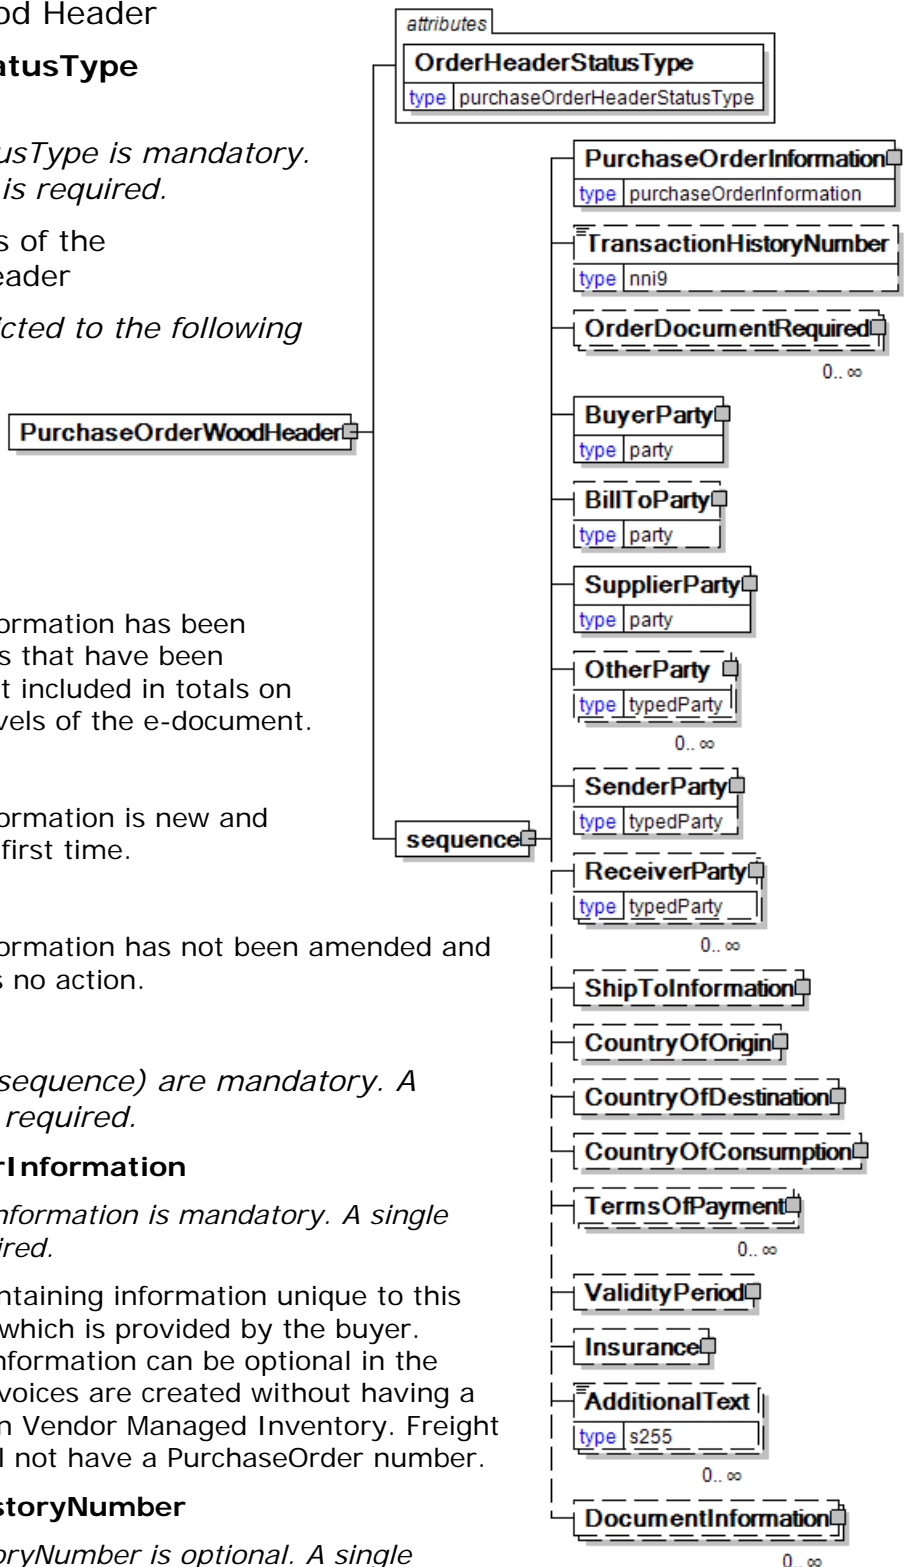 od Header
atusType
usType is mandatory.
is required.
s of the
eader
icted to the following
ormation has been
s that have been
t included in totals on
vels of the e-document.
ormation is new and
first time.
ormation has not been amended and
s no action.
sequence) are mandatory. A
required.
rInformation
nformation is mandatory. A single
ired.
ntaining information unique to this
which is provided by the buyer.
nformation can be optional in the
voices are created without having a
n Vendor Managed Inventory. Freight
l not have a PurchaseOrder number.
storyNumber
oryNumber is optional. A single
PurchaseOrderWoodHeader
attributes
OrderHeaderStatusType
type purchaseOrderHeaderStatusType
sequence
PurchaseOrderInformation
type purchaseOrderInformation
TransactionHistoryNumber
type nni9
OrderDocumentRequired
0.. ∞
BuyerParty
type party
BillToParty
type party
SupplierParty
type party
OtherParty
type typedParty
0.. ∞
SenderParty
type typedParty
ReceiverParty
type typedParty
0.. ∞
ShipToInformation
CountryOfOrigin
CountryOfDestination
CountryOfConsumption
TermsOfPayment
0.. ∞
ValidityPeriod
Insurance
AdditionalText
type s255
0.. ∞
DocumentInformation
0.. ∞